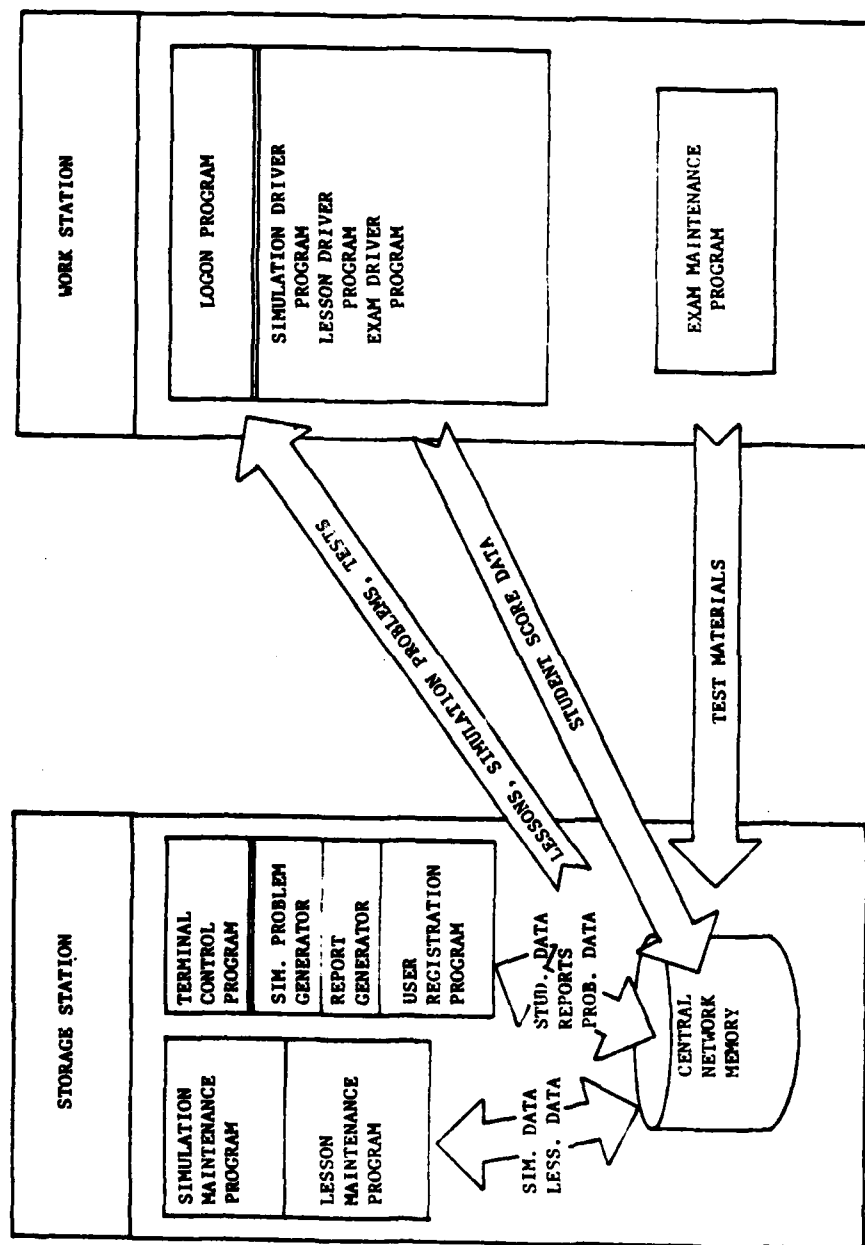 STORAGE STATION
SIMULATION
MAINTENANCE
PROGRAM
LESSON
MAINTENANCE
PROGRAM
TERMINAL
CONTROL
PROGRAM
SIM. PROBLEM
GENERATOR
REPORT
GENERATOR
USER
REGISTRATION
PROGRAM
SIM. DATA
LESS. DATA
STUD. DATA
REPORTS
PROB. DATA
CENTRAL
NETWORK
MEMORY
LESSONS, SIMULATION PROBLEMS, TESTS
STUDENT SCORE DATA
TEST MATERIALS
WORK STATION
LOGON PROGRAM
SIMULATION DRIVER
PROGRAM
LESSON DRIVER
PROGRAM
EXAM DRIVER
PROGRAM
EXAM MAINTENANCE
PROGRAM